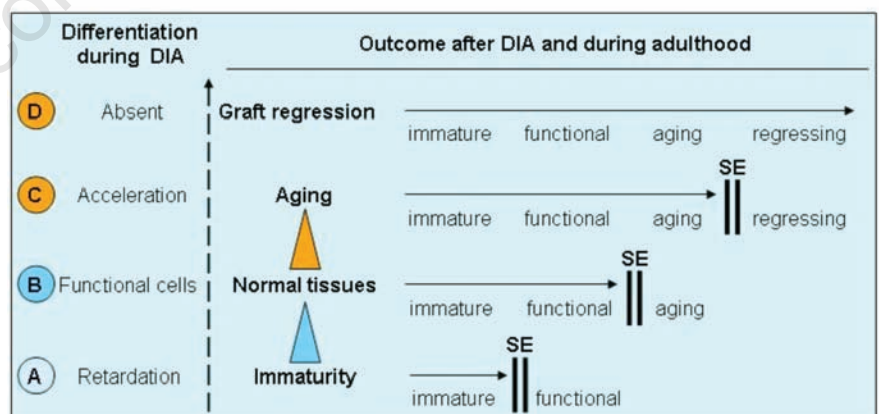 Differentiation during DIA
Outcome after DIA and during adulthood
D Absent Graft regression
immature functional aging regressing
SE
C Acceleration Aging
immature functional aging regressing
SE
B Functional cells Normal tissues
immature functional aging
SE
A Retardation Immaturity
immature functional